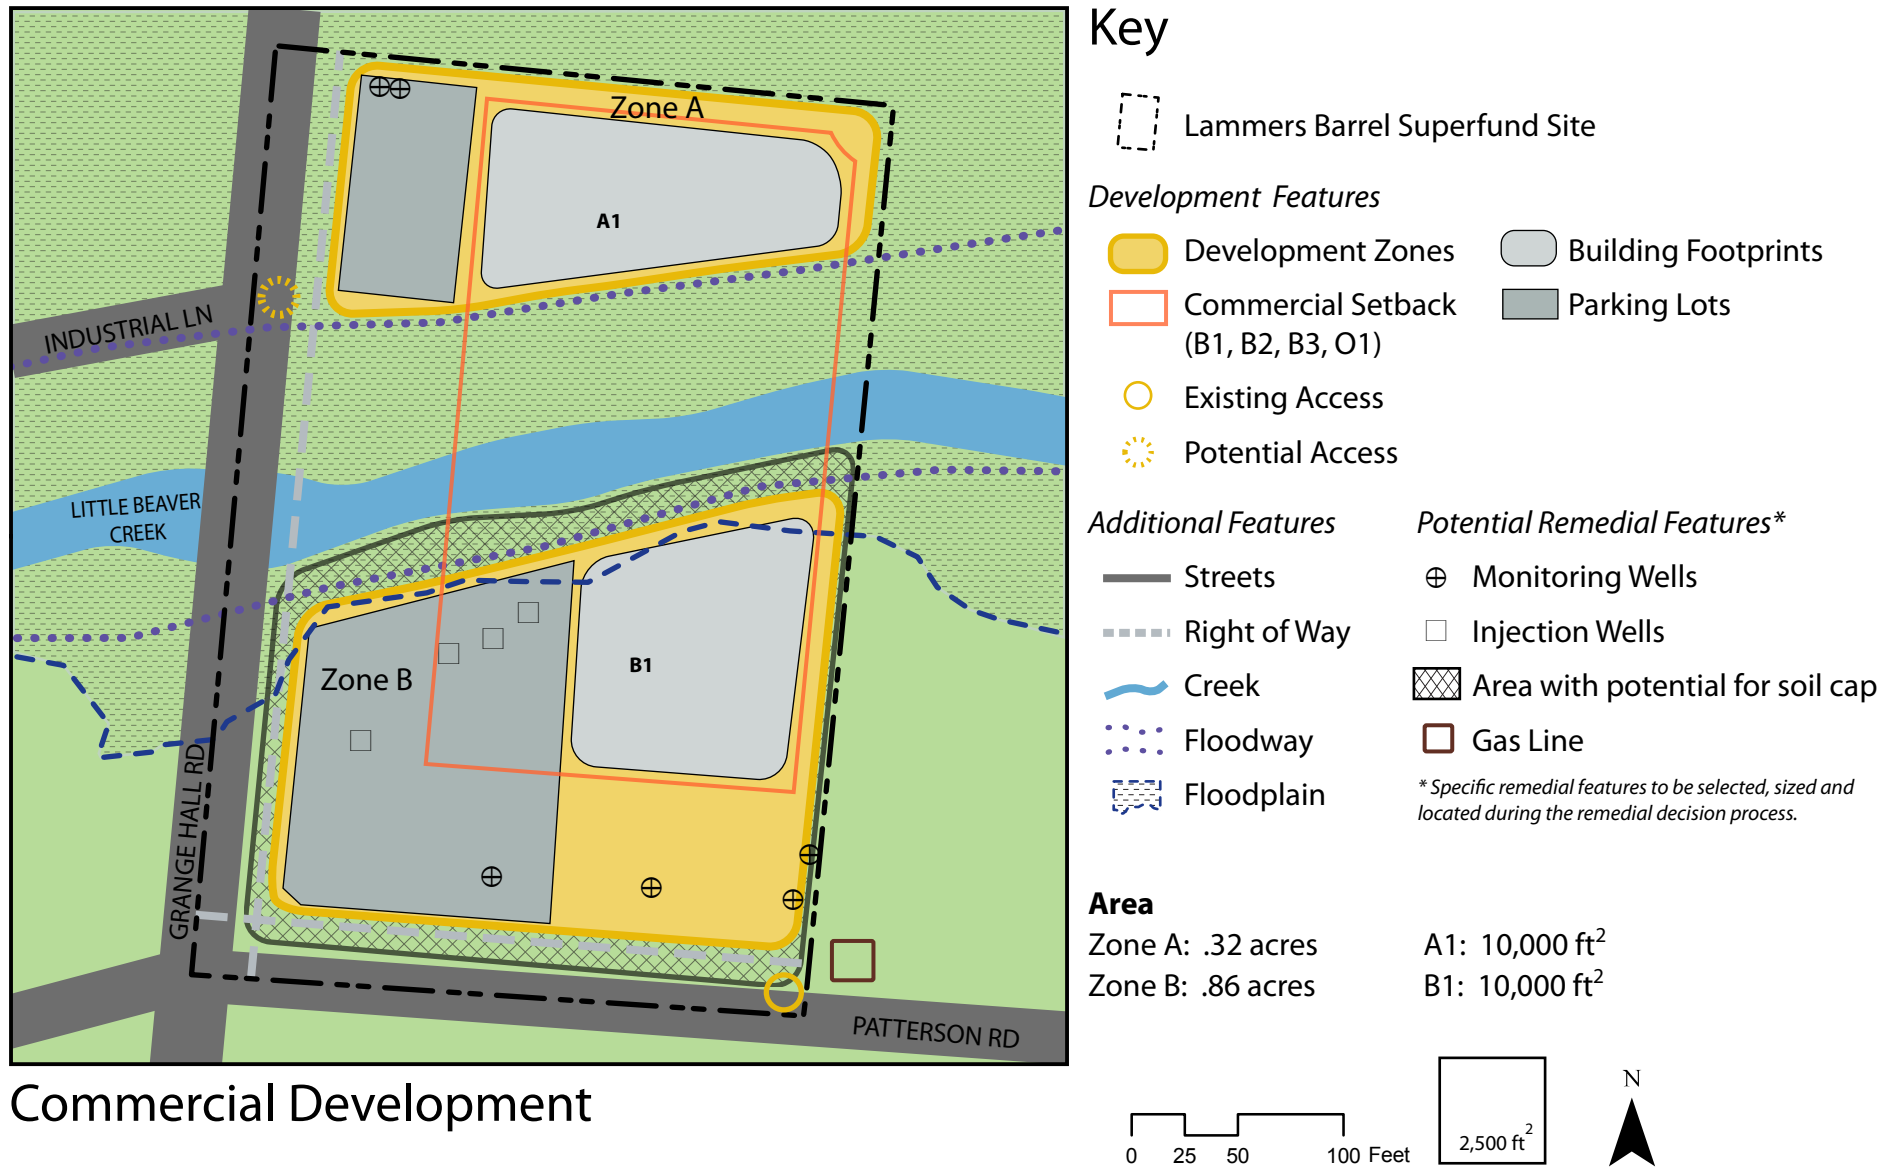 Zone A
A1
INDUSTRIAL LN
LITTLE BEAVER
CREEK
Zone B
B1
GRANGE HALL RD
PATTERSON RD
Commercial Development
Key
Lammers Barrel Superfund Site
Development Features
Development Zones
Building Footprints
Commercial Setback
(B1, B2, B3, O1)
Parking Lots
Existing Access
Potential Access
Additional Features
Streets
Right of Way
Creek
Floodway
Floodplain
Potential Remedial Features*
Monitoring Wells
Injection Wells
Area with potential for soil cap
Gas Line
* Specific remedial features to be selected, sized and
located during the remedial decision process.
Area
Zone A: .32 acres
A1: 10,000 ft²
Zone B: .86 acres
B1: 10,000 ft²
0 25 50 100 Feet
2,500 ft²
N